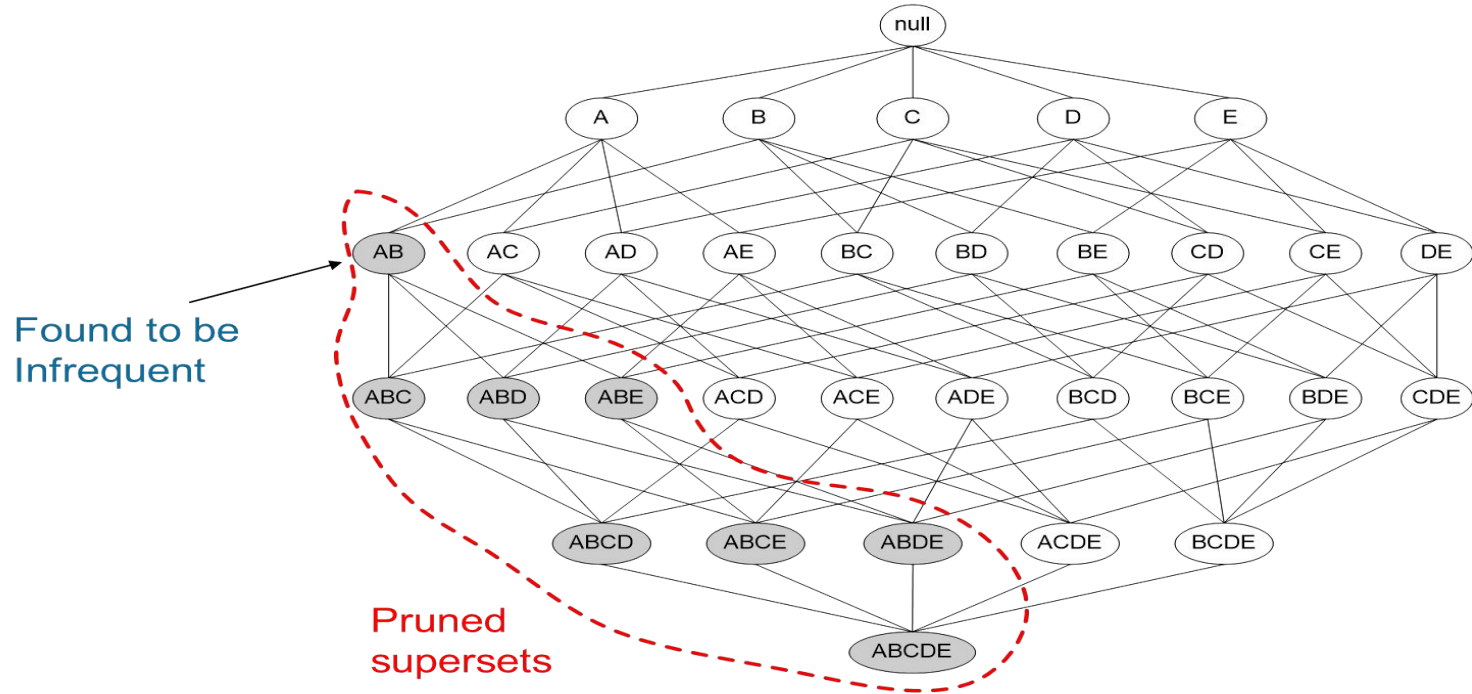 null
A
B
C
D
E
AB
AC
AD
AE
BC
BD
BE
CD
CE
DE
Found to be
Infrequent
ABC
ABD
ABE
ACD
ACE
ADE
BCD
BCE
BDE
CDE
ABCD
ABCE
ABDE
ACDE
BCDE
Pruned
supersets
ABCDE